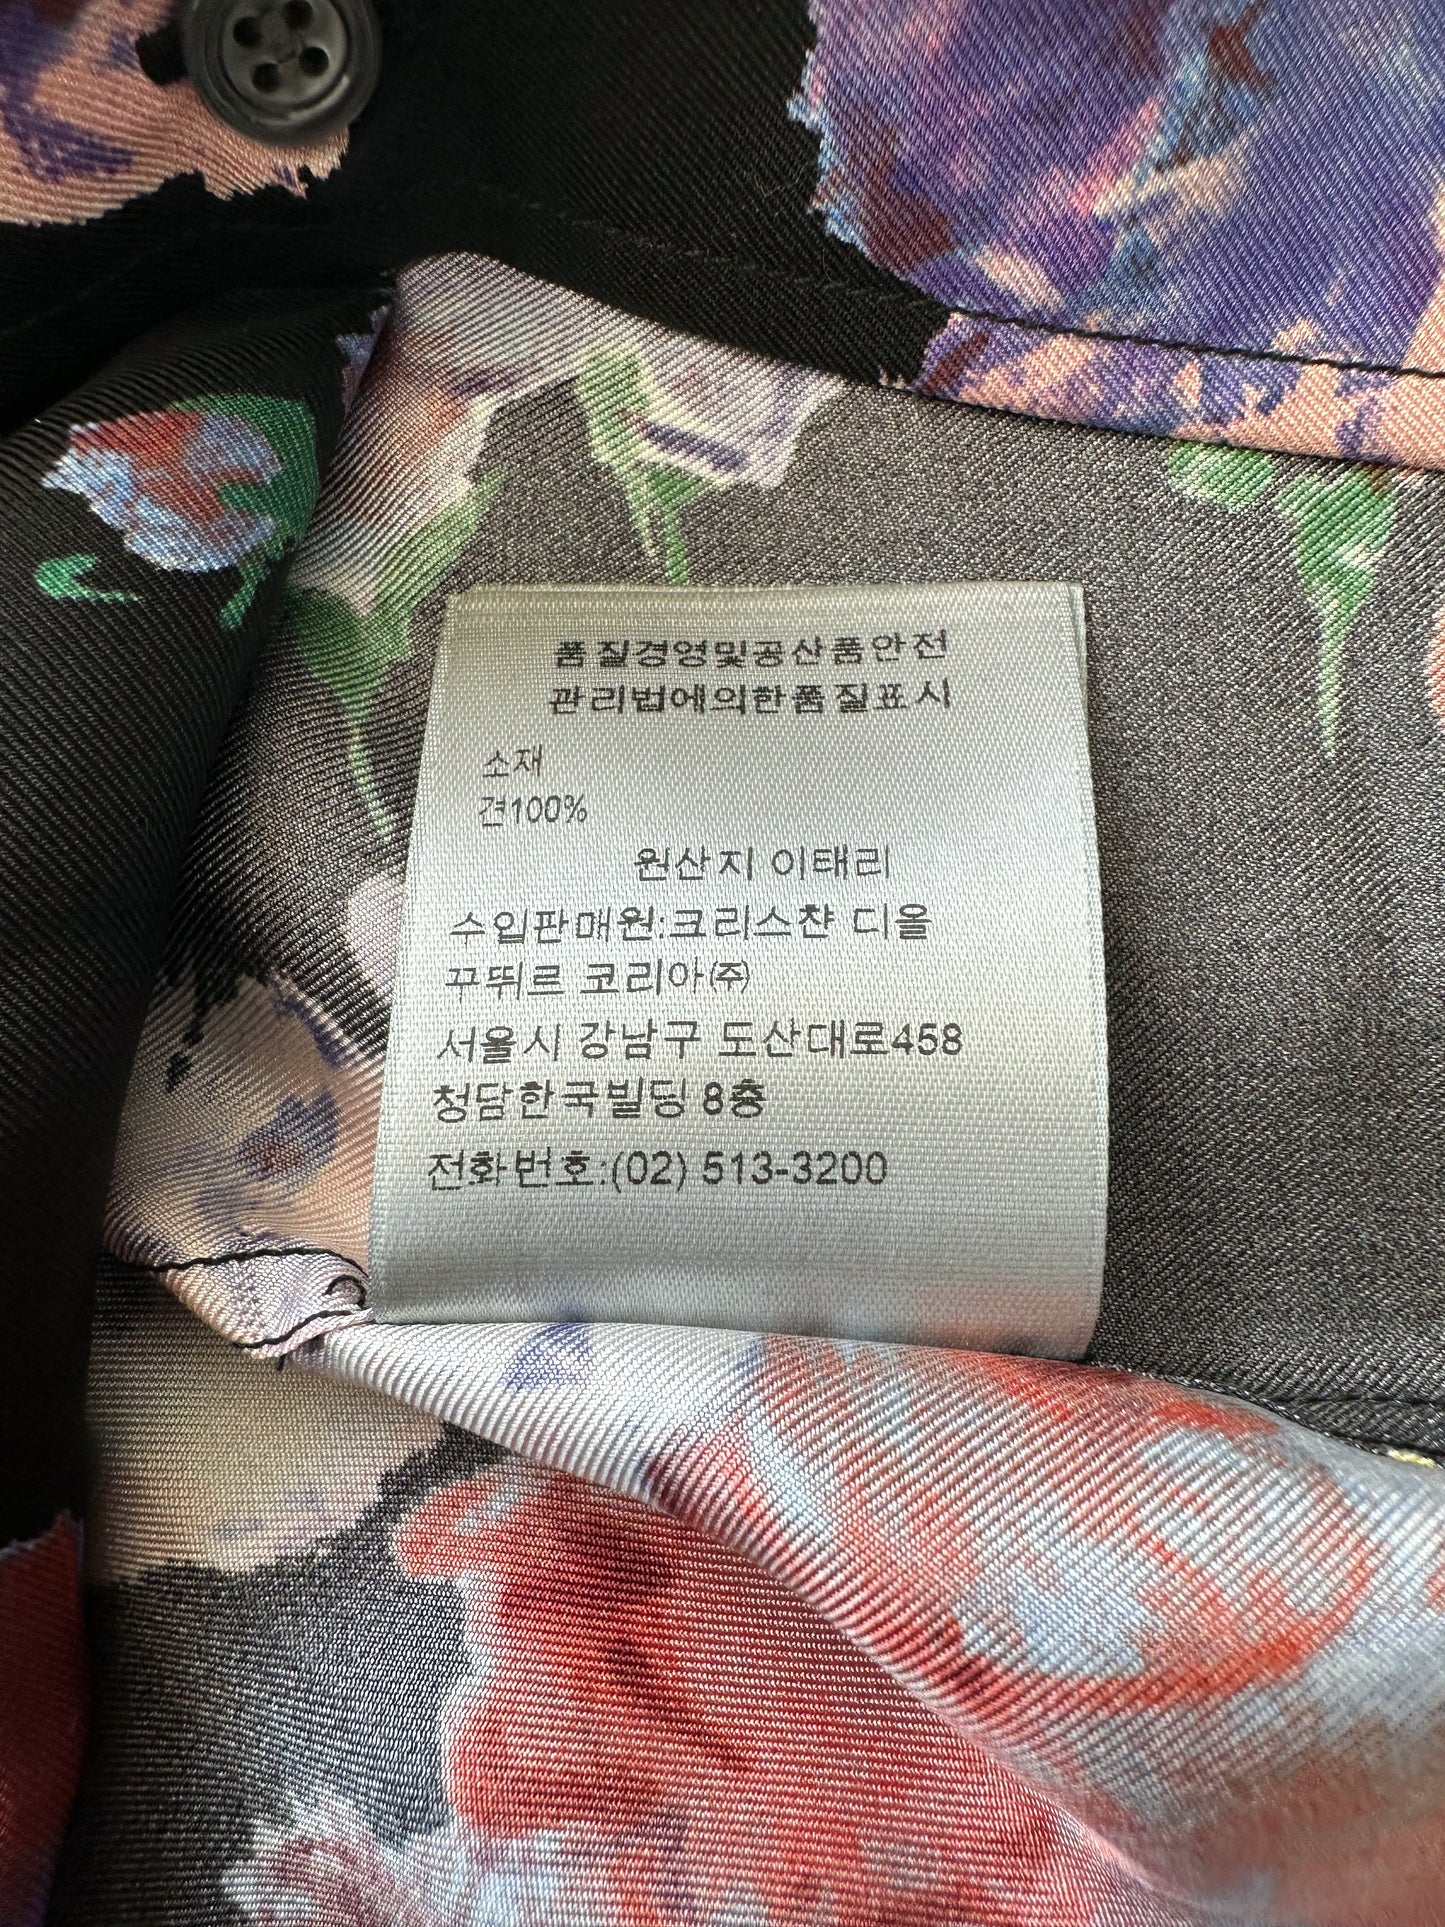 품질경영및공산품안전
관리법에의한품질표시
소재
견100%
원산지 이태리
수입판매원:크리스챤 디올
꾸뛰르 코리아(주)
서울시 강남구 도산대로458
청담한국빌딩 8층
전화번호:(02) 513-3200